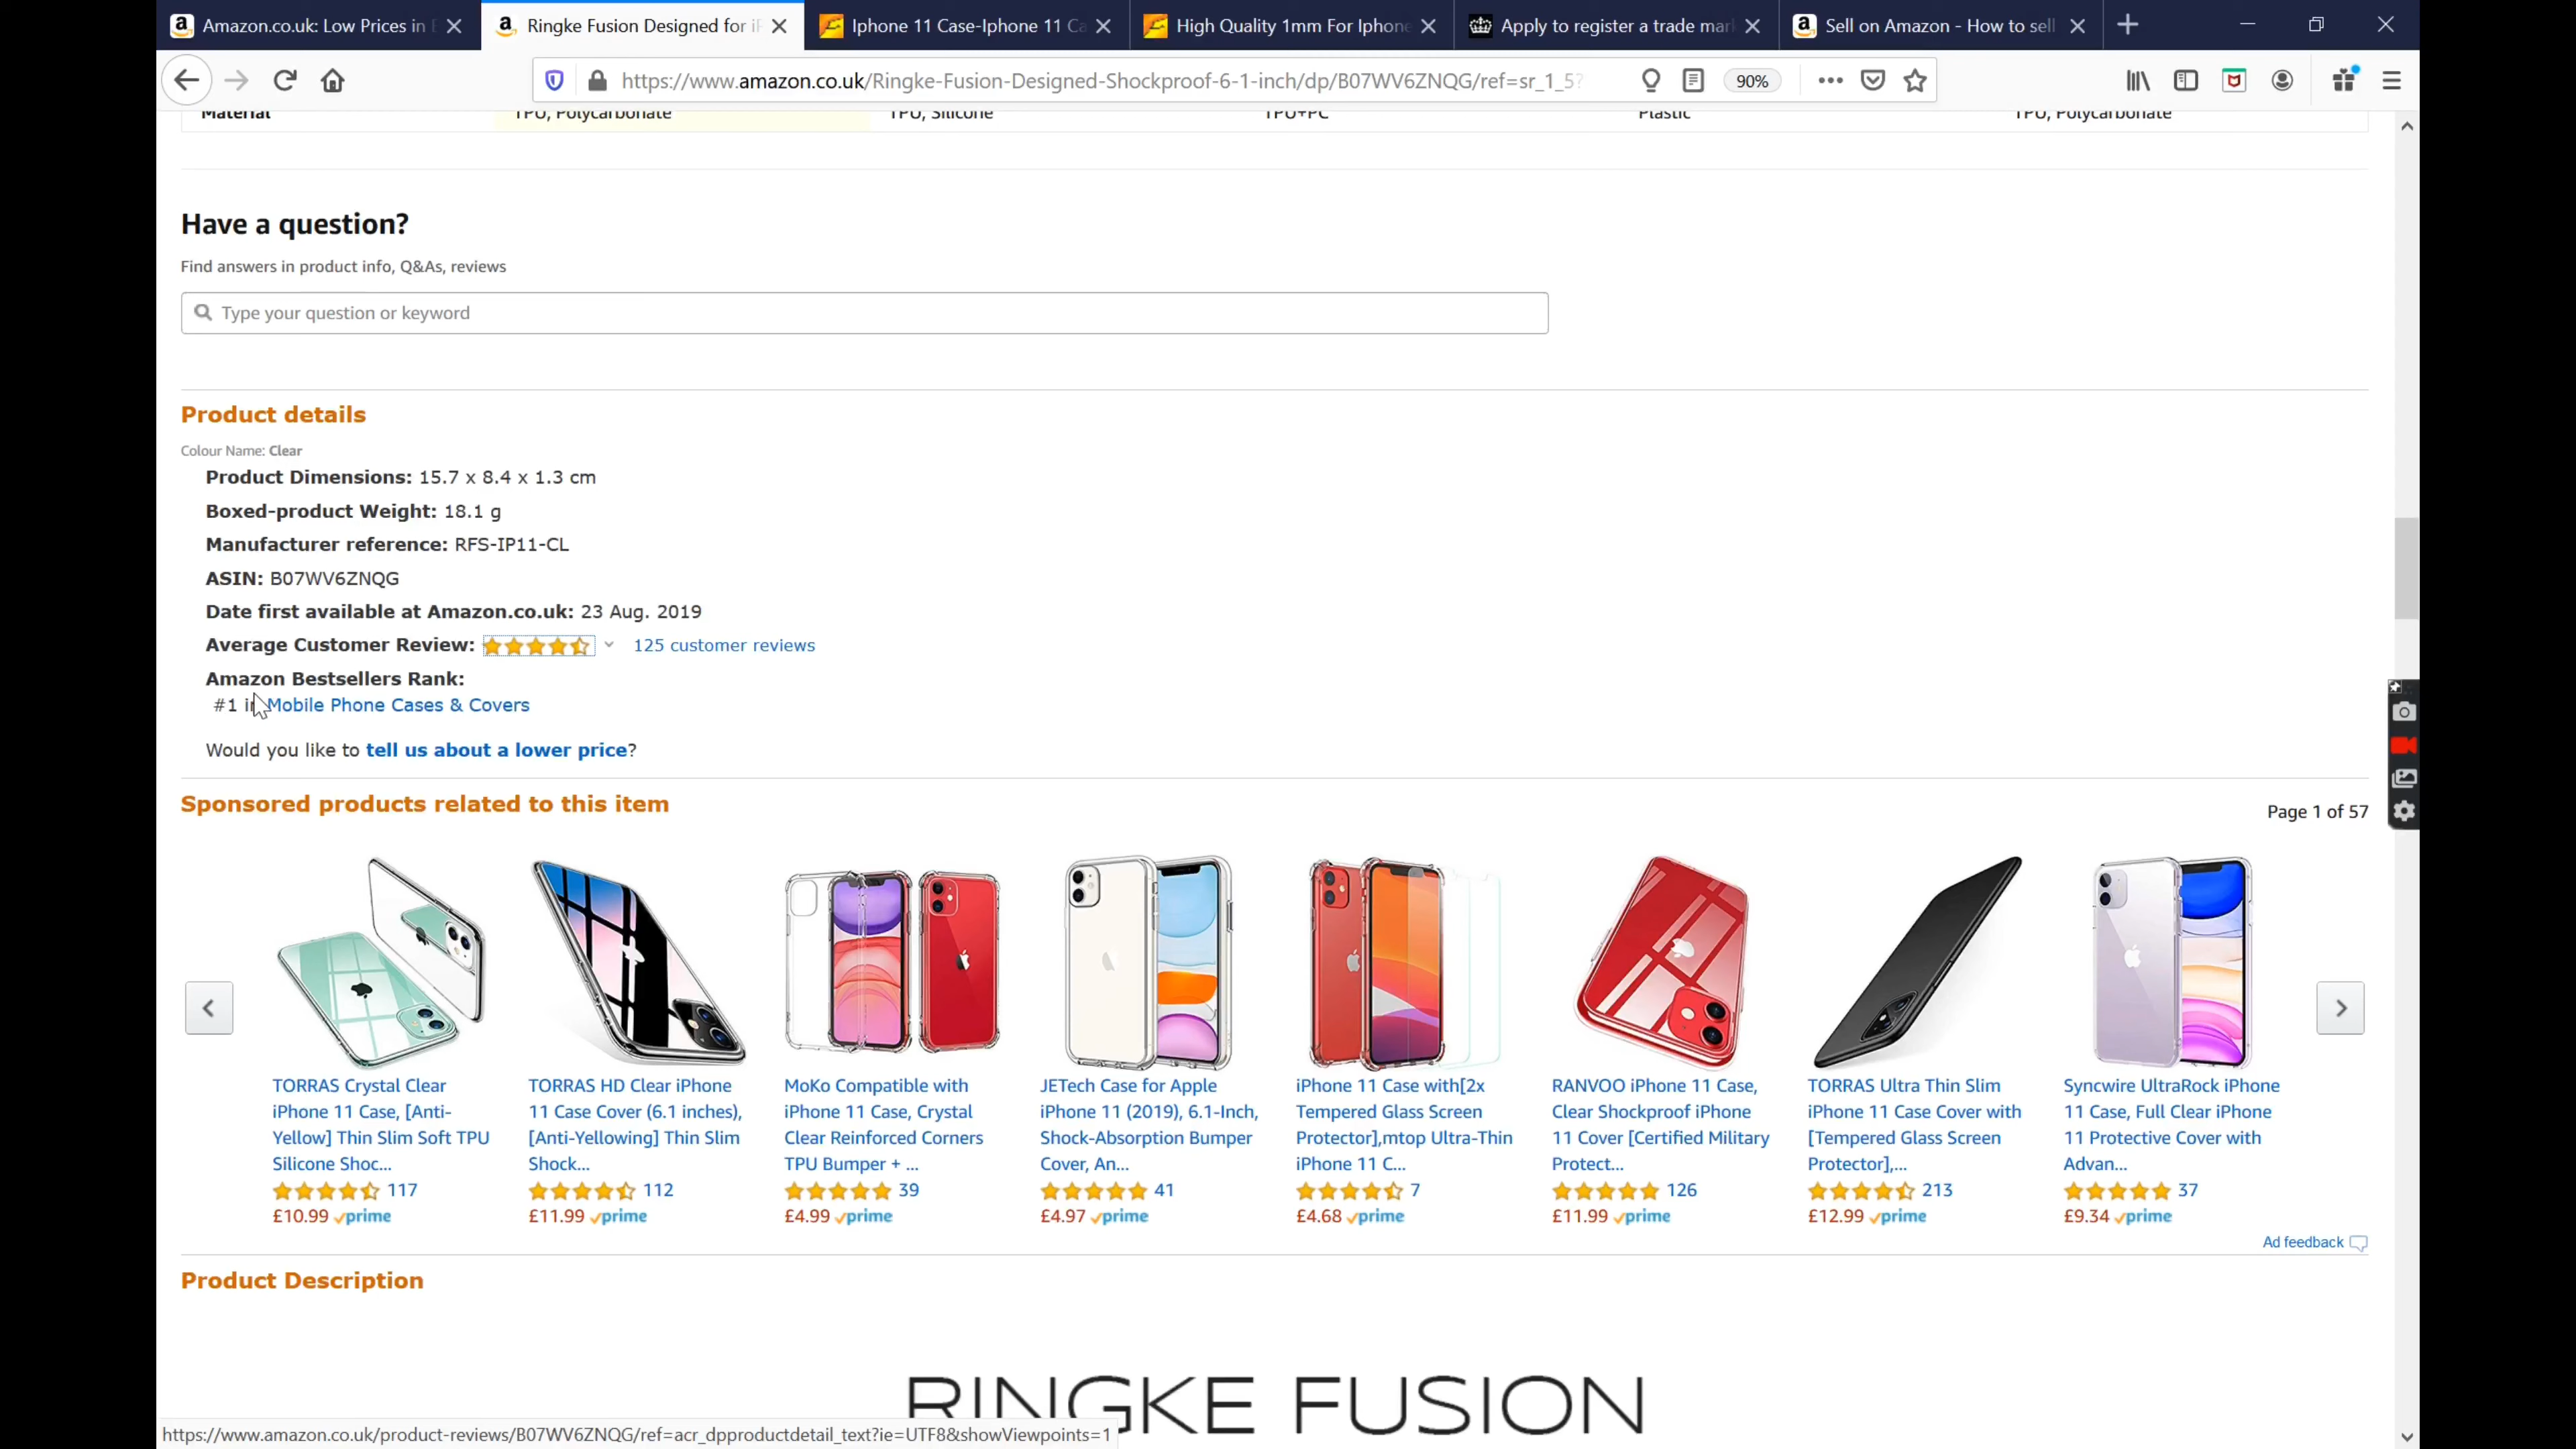 Amazon.co.uk: Low Prices in E
Ringke Fusion Designed for iP
Iphone 11 Case-Iphone 11 Ca
High Quality 1mm For Iphone
Apply to register a trade mar
Sell on Amazon - How to sell
https://www.amazon.co.uk/Ringke-Fusion-Designed-Shockproof-6-1-inch/dp/B07WV6ZNQG/ref=sr_1_5?
90%
Material TPU, Polycarbonate TPU, Silicone TPU+PC Plastic TPU, Polycarbonate
Have a question?
Find answers in product info, Q&As, reviews
Type your question or keyword
Product details
Colour Name: Clear
Product Dimensions: 15.7 x 8.4 x 1.3 cm
Boxed-product Weight: 18.1 g
Manufacturer reference: RFS-IP11-CL
ASIN: B07WV6ZNQG
Date first available at Amazon.co.uk: 23 Aug. 2019
Average Customer Review: 125 customer reviews
Amazon Bestsellers Rank:
#1 in Mobile Phone Cases & Covers
Would you like to tell us about a lower price?
Sponsored products related to this item
Page 1 of 57
TORRAS Crystal Clear
iPhone 11 Case, [Anti-
Yellow] Thin Slim Soft TPU
Silicone Shoc...
117
£10.99 prime
TORRAS HD Clear iPhone
11 Case Cover (6.1 inches),
[Anti-Yellowing] Thin Slim
Shock...
112
£11.99 prime
MoKo Compatible with
iPhone 11 Case, Crystal
Clear Reinforced Corners
TPU Bumper + ...
39
£4.99 prime
JETech Case for Apple
iPhone 11 (2019), 6.1-Inch,
Shock-Absorption Bumper
Cover, An...
41
£4.97 prime
iPhone 11 Case with[2x
Tempered Glass Screen
Protector],mtop Ultra-Thin
iPhone 11 C...
7
£4.68 prime
RANVOO iPhone 11 Case,
Clear Shockproof iPhone
11 Cover [Certified Military
Protect...
126
£11.99 prime
TORRAS Ultra Thin Slim
iPhone 11 Case Cover with
[Tempered Glass Screen
Protector],...
213
£12.99 prime
Syncwire UltraRock iPhone
11 Case, Full Clear iPhone
11 Protective Cover with
Advan...
37
£9.34 prime
Ad feedback
Product Description
RINGKE FUSION
https://www.amazon.co.uk/product-reviews/B07WV6ZNQG/ref=acr_dpproductdetail_text?ie=UTF8&showViewpoints=1